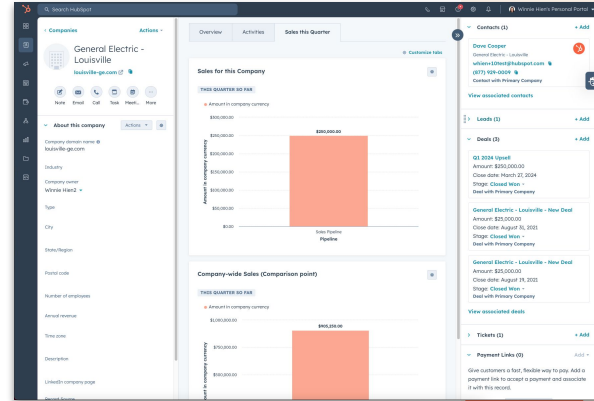 Search HubSpot
Winnie Hien's Personal Portal
Companies
Actions
General Electric - Louisville
louisville-ge.com
Note
Email
Call
Task
Meeti...
More
About this company
Actions
Company domain name
louisville-ge.com
Industry
Company owner
Winnie Hien2
Type
City
State/Region
Postal code
Number of employees
Annual revenue
Time zone
Description
LinkedIn company page
Overview
Activities
Sales this Quarter
Customize tabs
Sales for this Company
THIS QUARTER SO FAR
Amount in company currency
$300,000.00
$250,000.00
$200,000.00
$150,000.00
$100,000.00
$50,000.00
$0.00
Amount in company currency
$250,000.00
Sales Pipeline
Pipeline
Company-wide Sales (Comparison point)
THIS QUARTER SO FAR
Amount in company currency
$1,000,000.00
$750,000.00
$500,000.00
Amount in company currency
Contacts (1)
+ Add
Dave Cooper
General Electric - Louisville
whien+10test@hubspot.com
(877) 929-0009
Contact with Primary Company
View associated contacts
Leads (1)
+ Add
Deals (3)
+ Add
Q1 2024 Upsell
Amount: $250,000.00
Close date: March 27, 2024
Stage: Closed Won
Deal with Primary Company
General Electric - Louisville - New Deal
Amount: $25,000.00
Close date: August 31, 2021
Stage: Closed Won
Deal with Primary Company
General Electric - Louisville - New Deal
Amount: $25,000.00
Close date: August 19, 2021
Stage: Closed Won
Deal with Primary Company
View associated deals
Tickets (1)
+ Add
Payment Links (0)
Add
Give customers a fast, flexible way to pay. Add a
payment link to accept a payment and associate
it with this record.